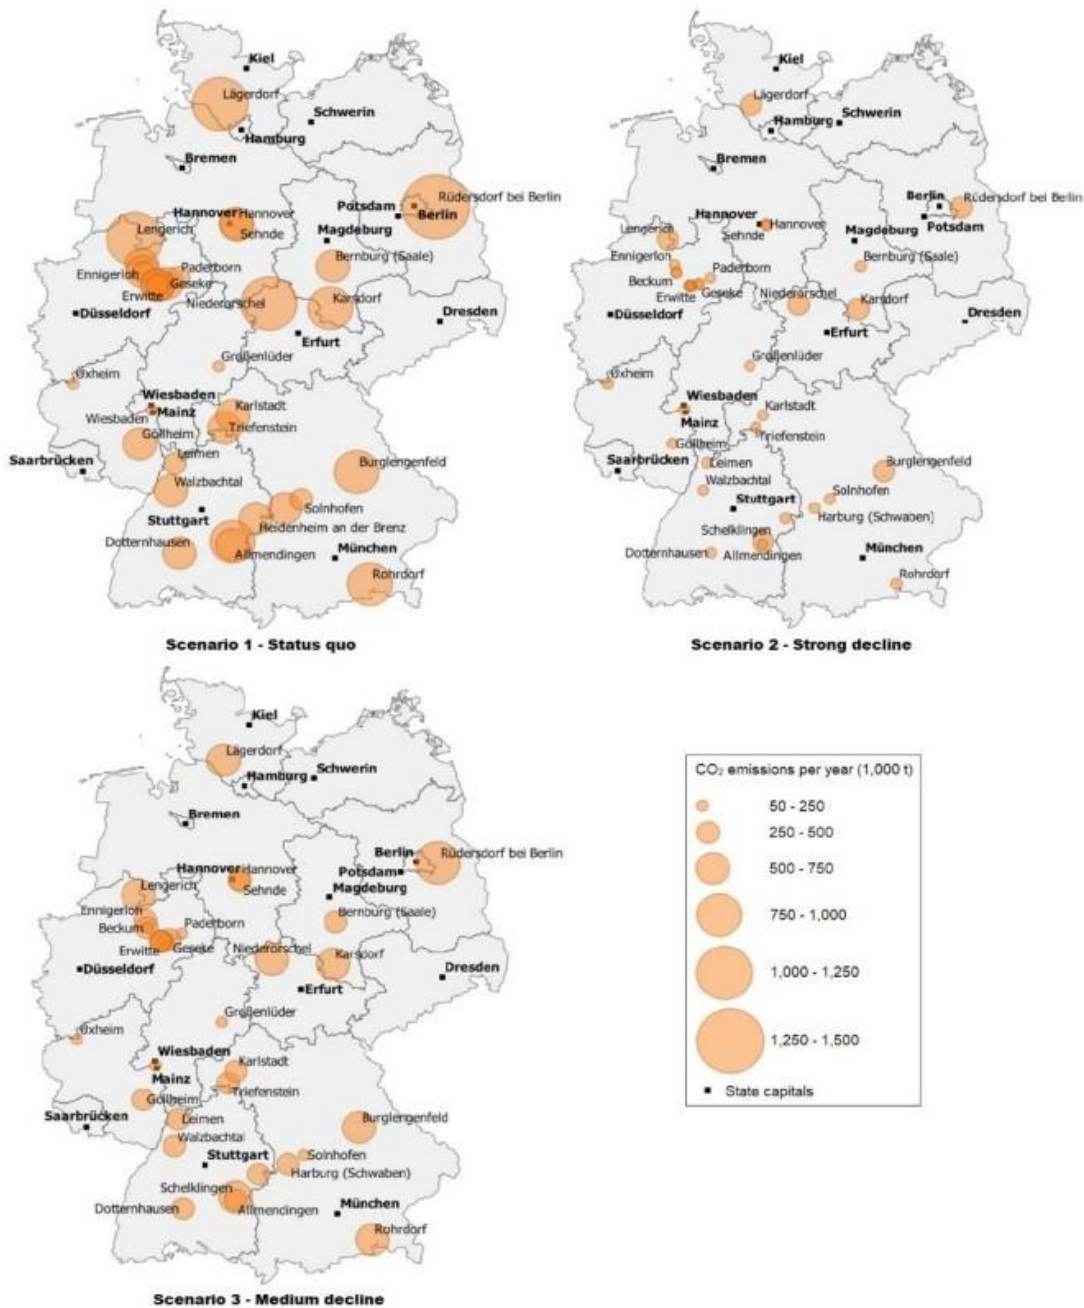 Kiel
Lägerdorf
Schwerin
Hamburg
Bremen
Rüdersdorf bei Berlin
Potsdam
Berlin
Hannover Hannover
Sehnde
Lengerich
Magdeburg
Bernburg (Saale)
Ennigerloh
Paderborn
Geseke
Erwitte
Niederorschel
Karsdorf
Düsseldorf
Dresden
Erfurt
Großenlüder
Üxheim
Wiesbaden
Karlstadt
Wiesbaden Mainz
Triefenstein
Göllheim
Leimen
Saarbrücken
Burglengenfeld
Walzbachtal
Solnhofen
Stuttgart
Heidenheim an der Brenz
Dotternhausen
Allmendingen
München
Rohrdorf
Scenario 1 - Status quo
Kiel
Lägerdorf
Schwerin
Hamburg
Bremen
Berlin
Rüdersdorf bei Berlin
Hannover
Hannover
Potsdam
Lengerich
Sehnde
Magdeburg
Ennigerloh
Bernburg (Saale)
Paderborn
Beckum
Geseke
Erwitte
Niederorschel
Karsdorf
Düsseldorf
Dresden
Erfurt
Großenlüder
Üxheim
Wiesbaden
Karlstadt
Mainz
Triefenstein
Göllheim
Leimen
Saarbrücken
Burglengenfeld
Walzbachtal
Solnhofen
Stuttgart
Harburg (Schwaben)
Schelklingen
Dotternhausen
Allmendingen
München
Rohrdorf
Scenario 2 - Strong decline
Kiel
Lägerdorf
Schwerin
Hamburg
Bremen
Berlin
Rüdersdorf bei Berlin
Hannover Hannover
Potsdam
Lengerich
Sehnde
Magdeburg
Ennigerloh
Bernburg (Saale)
Beckum
Paderborn
Erwitte
Geseke
Niederorschel
Karsdorf
Düsseldorf
Dresden
Erfurt
Großenlüder
Üxheim
Wiesbaden
Karlstadt
Mainz
Triefenstein
Göllheim
Saarbrücken
Leimen
Burglengenfeld
Walzbachtal
Stuttgart
Solnhofen
Harburg (Schwaben)
Schelklingen
Dotternhausen
Allmendingen
München
Rohrdorf
Scenario 3 - Medium decline
CO₂ emissions per year (1,000 t)
50 - 250
250 - 500
500 - 750
750 - 1,000
1,000 - 1,250
1,250 - 1,500
State capitals